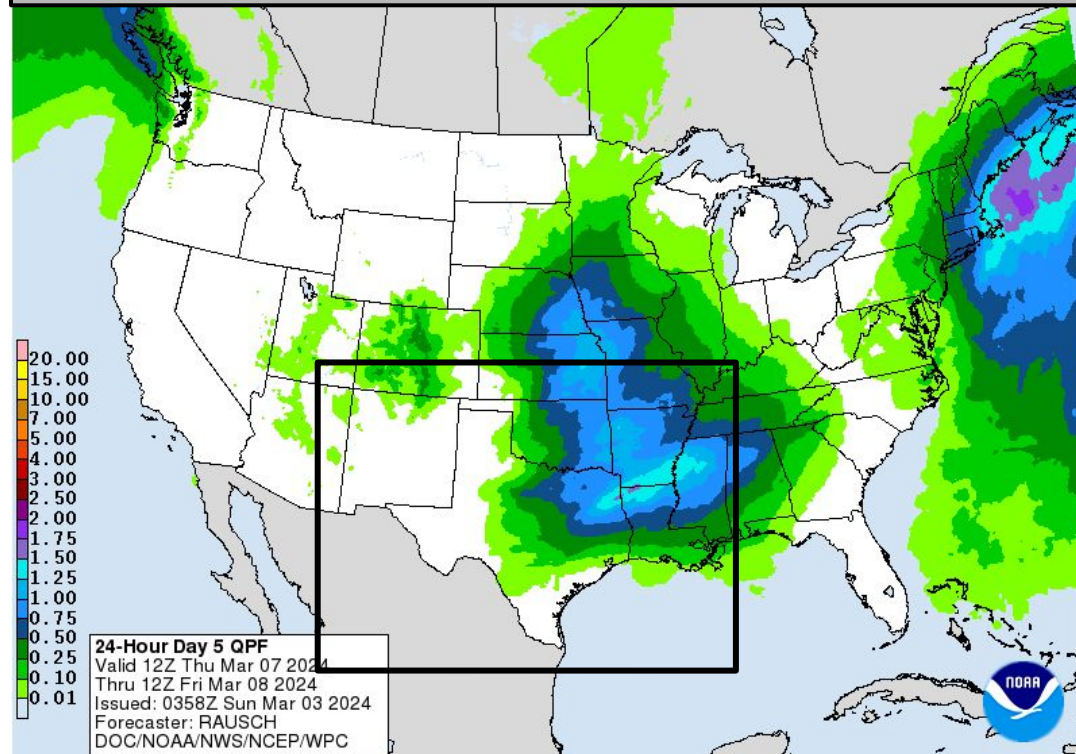 20.00
15.00
10.00
7.00
5.00
4.00
3.00
2.50
2.00
1.75
1.50
1.25
1.00
0.75
0.50
0.25
0.10
0.01
24-Hour Day 5 QPF
Valid 12Z Thu Mar 07 2024
Thru 12Z Fri Mar 08 2024
Issued: 0358Z Sun Mar 03 2024
Forecaster: RAUSCH
DOC/NOAA/NWS/NCEP/WPC
NOAA